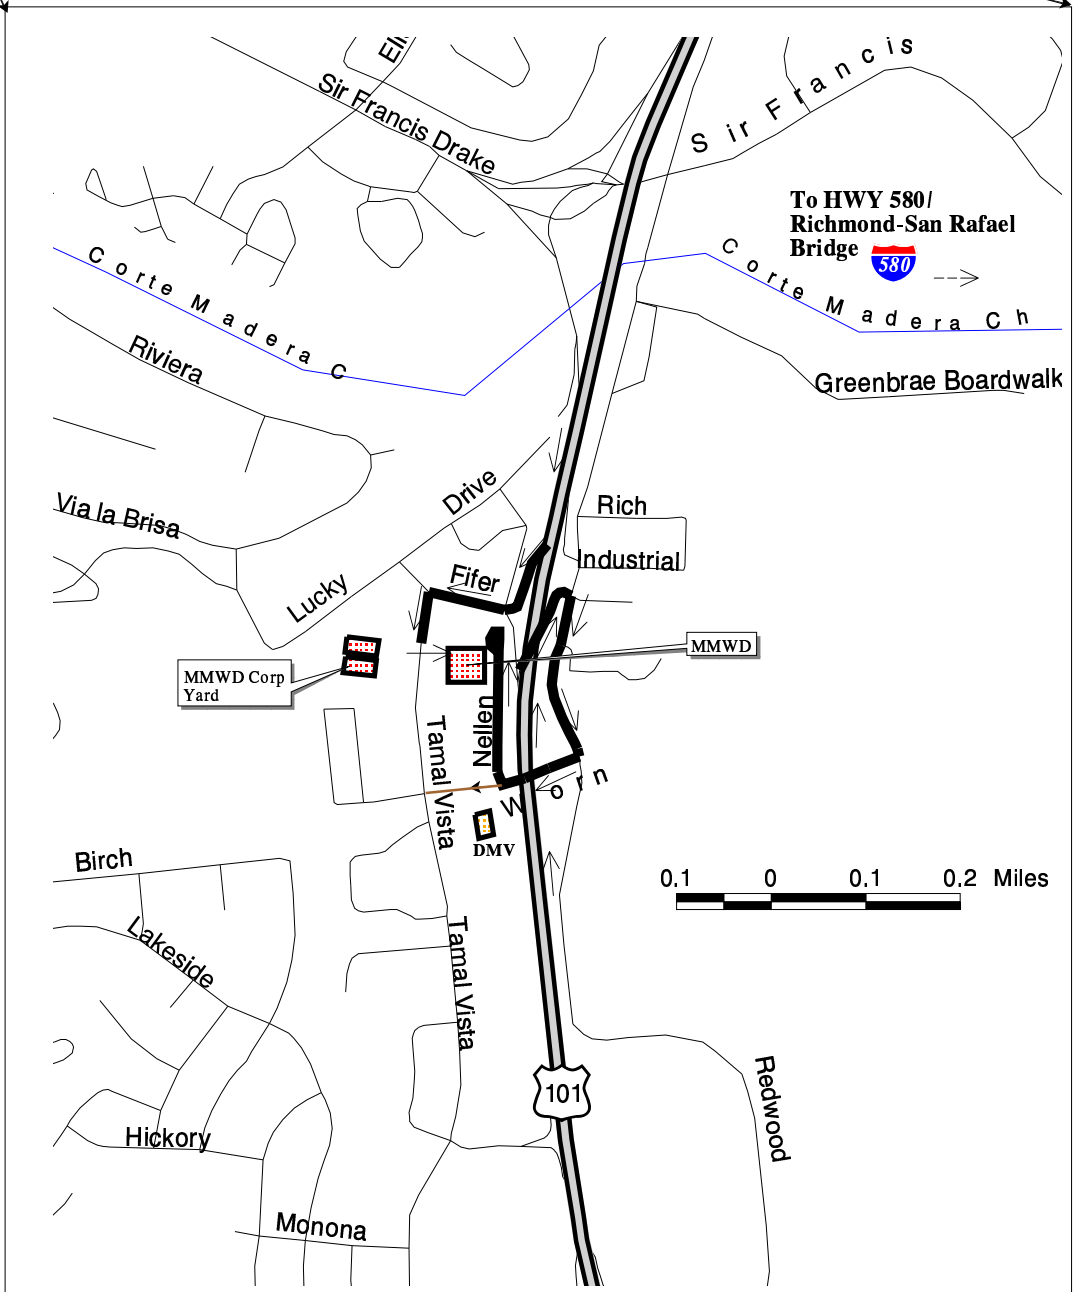 Eln
Sir Francis Drake
Sir Francis
To HWY 580/
Richmond-San Rafael
Bridge
580
Corte Madera C
Corte Madera Ch
Riviera
Greenbrae Boardwalk
Drive
Rich
Via la Brisa
Industrial
Fifer
Lucky
MMWD
MMWD Corp
Yard
Nellen
Tamal Vista
Worn
DMV
Birch
0.1 0 0.1 0.2 Miles
Lakeside
Tamal Vista
101
Redwood
Hickory
Monona